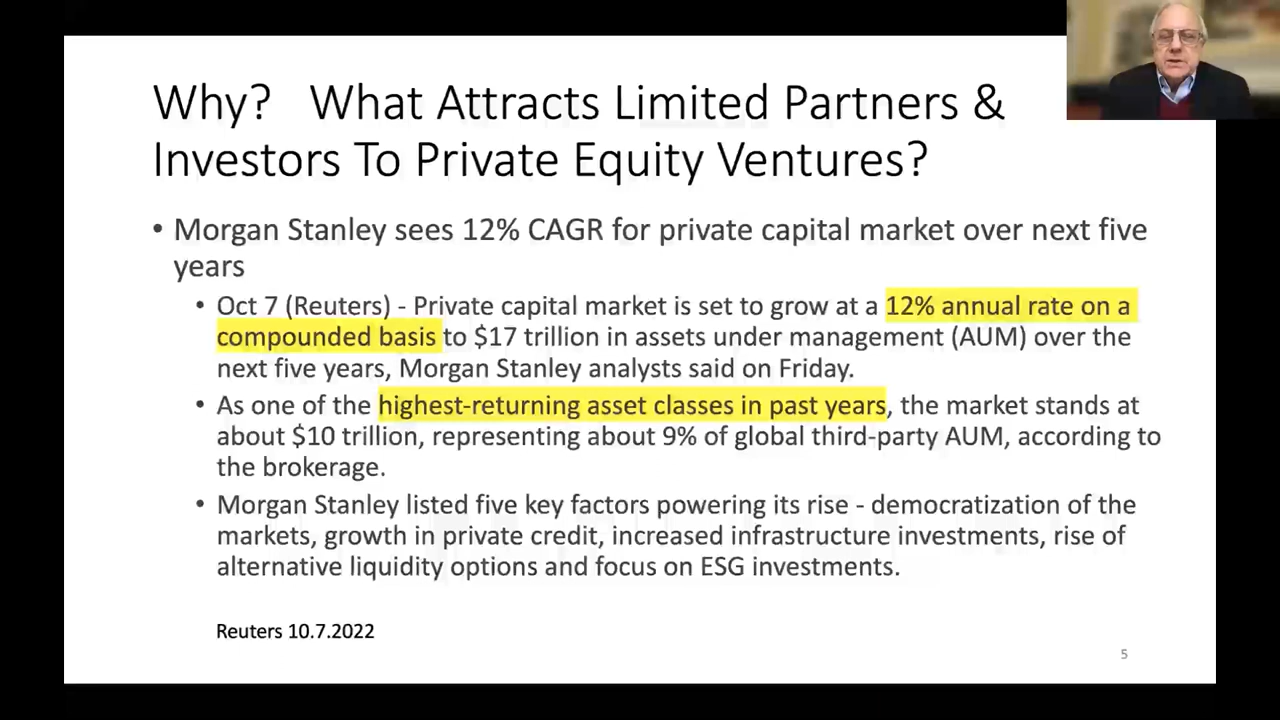 Why? What Attracts Limited Partners &
Investors To Private Equity Ventures?
• Morgan Stanley sees 12% CAGR for private capital market over next five
years
• Oct 7 (Reuters) - Private capital market is set to grow at a 12% annual rate on a
compounded basis to $17 trillion in assets under management (AUM) over the
next five years, Morgan Stanley analysts said on Friday.
• As one of the highest-returning asset classes in past years, the market stands at
about $10 trillion, representing about 9% of global third-party AUM, according to
the brokerage.
• Morgan Stanley listed five key factors powering its rise - democratization of the
markets, growth in private credit, increased infrastructure investments, rise of
alternative liquidity options and focus on ESG investments.
Reuters 10.7.2022
5